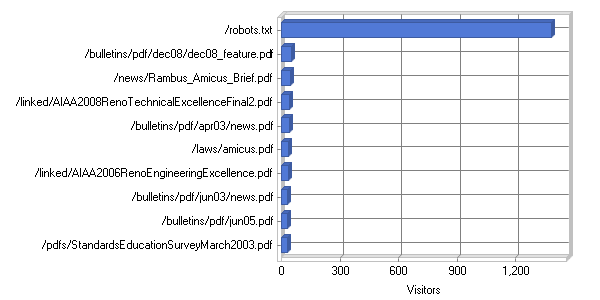 /robots.txt
/bulletins/pdf/dec08/dec08_feature.pdf
/news/Rambus_Amicus_Brief.pdf
/linked/AIAA2008RenoTechnicalExcellenceFinal2.pdf
/bulletins/pdf/apr03/news.pdf
/laws/amicus.pdf
/linked/AIAA2006RenoEngineeringExcellence.pdf
/bulletins/pdf/jun03/news.pdf
/bulletins/pdf/jun05.pdf
/pdfs/StandardsEducationSurveyMarch2003.pdf
0 300 600 900 1,200
Visitors